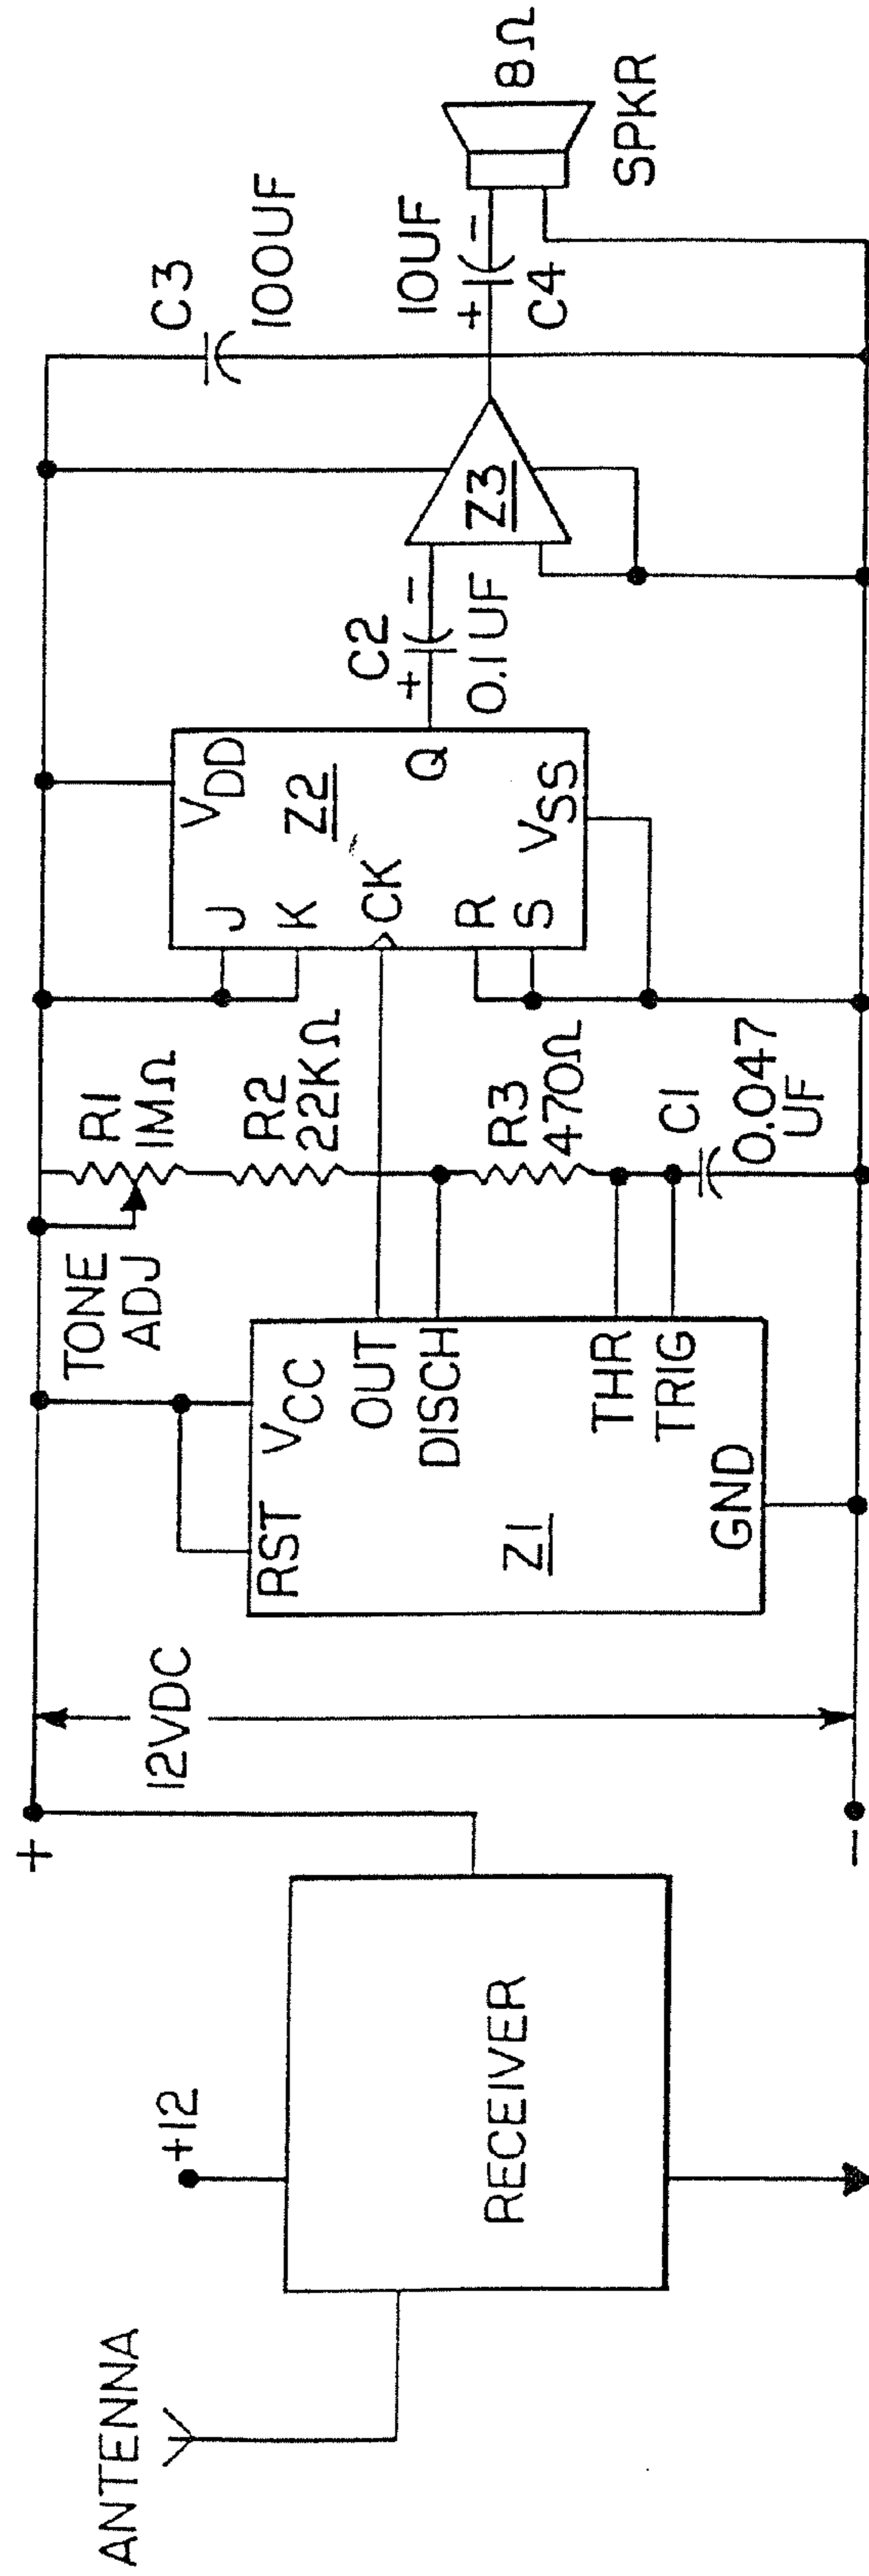 ANTENNA
+12
RECEIVER
+
12VDC
-
RST
VCC
OUT
DISCH
THR
TRIG
GND
Z1
TONE
ADJ
R1
1MΩ
R2
22KΩ
R3
470Ω
C1
0.047
UF
J
K
CK
R
S
VDD
Z2
Q
VSS
C2
+ -
0.1UF
Z3
C3
100UF
10UF
+ -
C4
8Ω
SPKR